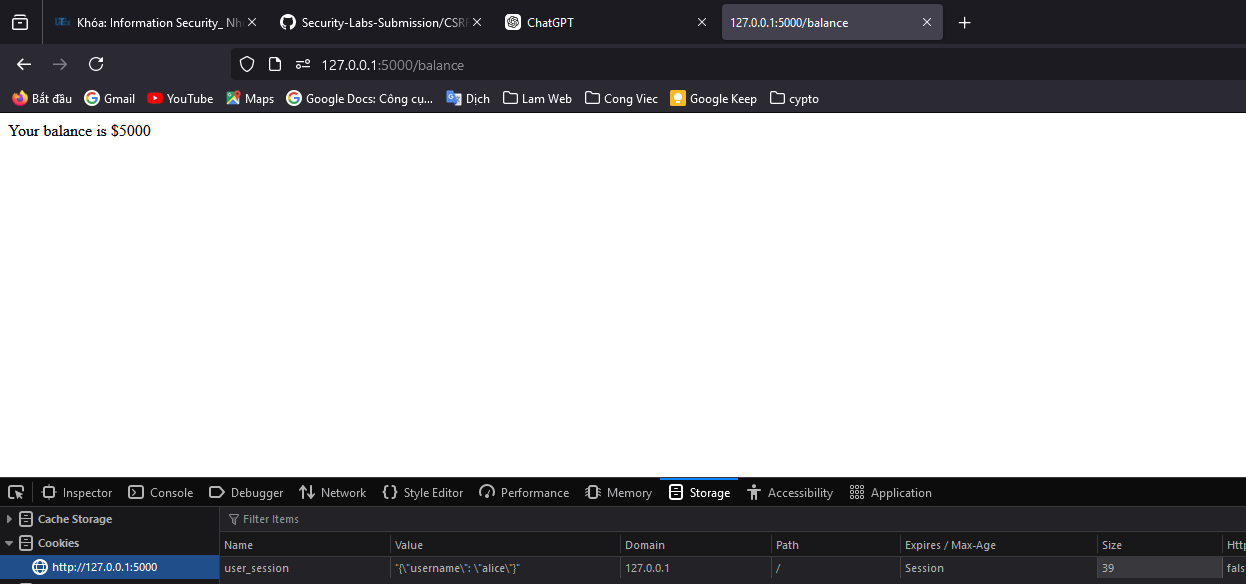 Khóa: Information Security_ Nh
Security-Labs-Submission/CSRF
ChatGPT
127.0.0.1:5000/balance
127.0.0.1:5000/balance
Bắt đầu Gmail YouTube Maps Google Docs: Công cụ... Dịch Lam Web Cong Viec Google Keep cypto
Your balance is $5000
Inspector Console Debugger Network Style Editor Performance Memory Storage Accessibility Application
Cache Storage
Filter Items
Cookies
Name Value Domain Path Expires / Max-Age Size Http
http://127.0.0.1:5000
user_session "{\"username\": \"alice\"}" 127.0.0.1 / Session 39 fals